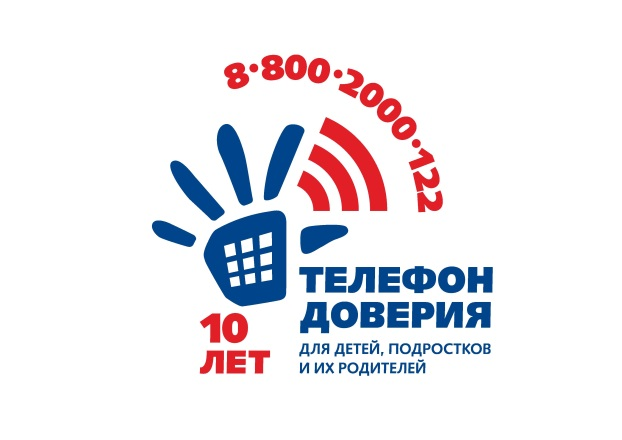 8·800·2000·122
ТЕЛЕФОН
ДОВЕРИЯ
ДЛЯ ДЕТЕЙ, ПОДРОСТКОВ
И ИХ РОДИТЕЛЕЙ
10
ЛЕТ